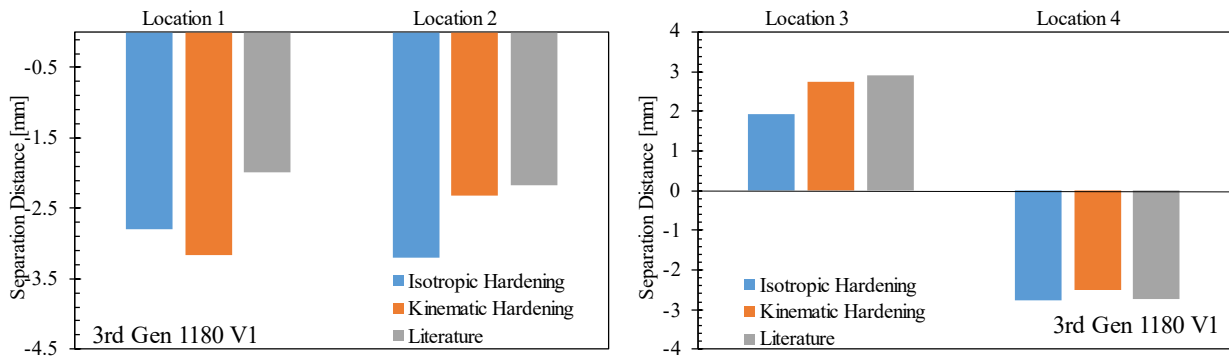 Location 1
Location 2
Separation Distance, [mm]
-0.5
-1.5
-2.5
-3.5
-4.5
Isotropic Hardening
Kinematic Hardening
Literature
3rd Gen 1180 V1
Location 3
Location 4
Separation Distance [mm]
4
3
2
1
0
-1
-2
-3
-4
Isotropic Hardening
Kinematic Hardening
Literature
3rd Gen 1180 V1